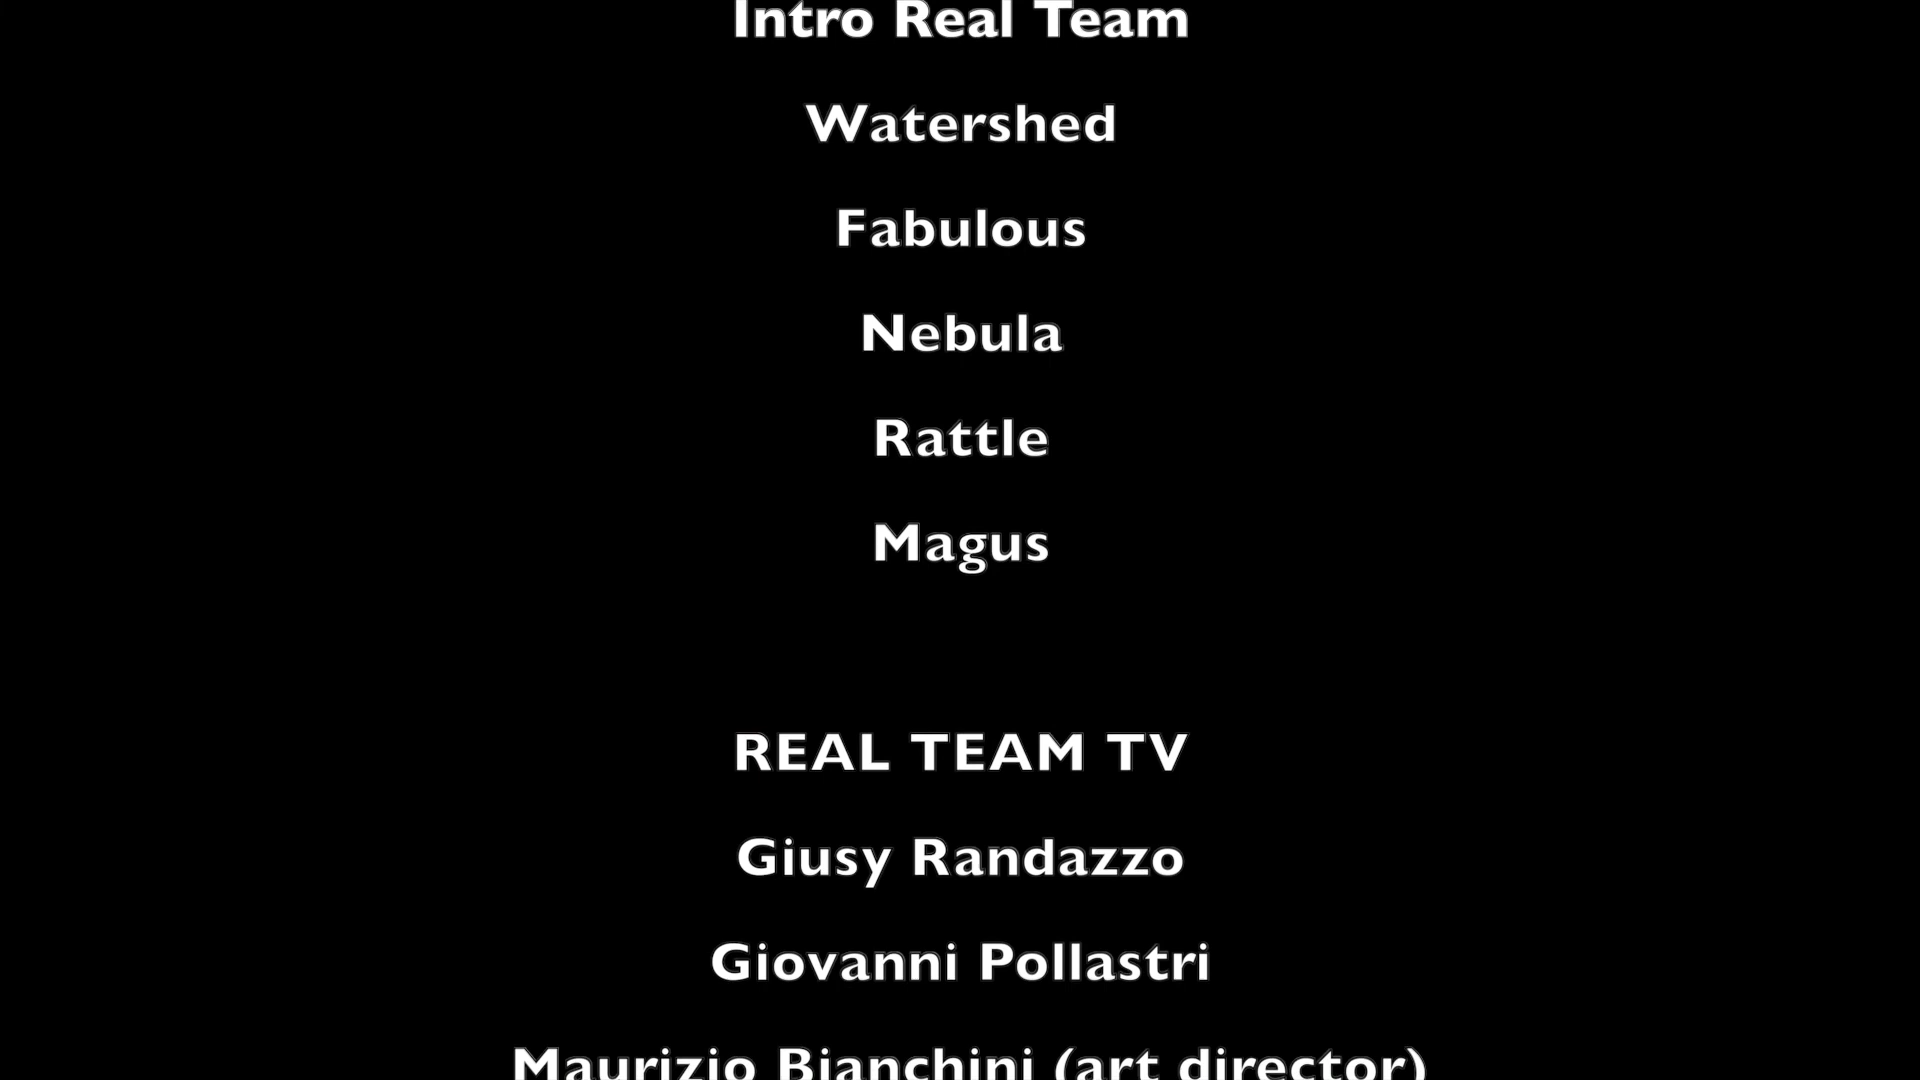 Intro Real Team
Watershed
Fabulous
Nebula
Rattle
Magus
REAL TEAM TV
Giusy Randazzo
Giovanni Pollastri
Maurizio Bianchini (art director)